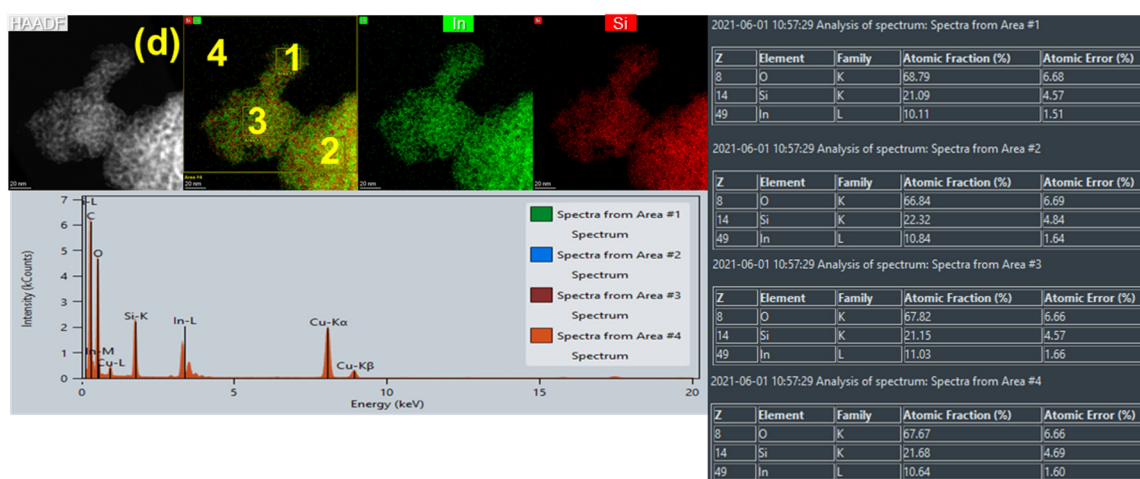 HAADF
(d)
Si In
In
Si
4
1
3
2
Area #4
20 nm
20 nm
20 nm
20 nm
Intensity (kCounts)
7
6
5
4
3
2
1
0
C
O
In-M
Cu-L
Si-K
In-L
Cu-Kα
Cu-Kβ
0 5 10 15 20
Energy (keV)
Spectra from Area #1
Spectrum
Spectra from Area #2
Spectrum
Spectra from Area #3
Spectrum
Spectra from Area #4
Spectrum
2021-06-01 10:57:29 Analysis of spectrum: Spectra from Area #1
Z Element Family Atomic Fraction (%) Atomic Error (%)
8 O K 68.79 6.68
14 Si K 21.09 4.57
49 In L 10.11 1.51
2021-06-01 10:57:29 Analysis of spectrum: Spectra from Area #2
Z Element Family Atomic Fraction (%) Atomic Error (%)
8 O K 66.84 6.69
14 Si K 22.32 4.84
49 In L 10.84 1.64
2021-06-01 10:57:29 Analysis of spectrum: Spectra from Area #3
Z Element Family Atomic Fraction (%) Atomic Error (%)
8 O K 67.82 6.66
14 Si K 21.15 4.57
49 In L 11.03 1.66
2021-06-01 10:57:29 Analysis of spectrum: Spectra from Area #4
Z Element Family Atomic Fraction (%) Atomic Error (%)
8 O K 67.67 6.66
14 Si K 21.68 4.69
49 In L 10.64 1.60